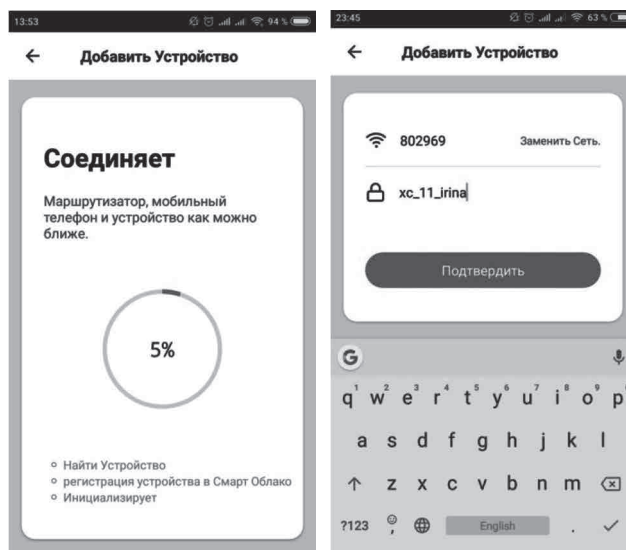 13:53
94 %
← Добавить Устройство
Соединяет
Маршрутизатор, мобильный
телефон и устройство как можно
ближе.
5%
Найти Устройство
регистрация устройства в Смарт Облако
Инициализирует
23:45
63 %
← Добавить Устройство
802969 Заменить Сеть.
xc_11_irina
Подтвердить
G
1 2 3 4 5 6 7 8 9
q w e r t y u i o p
a s d f g h j k l
z x c v b n m
?123 , English .